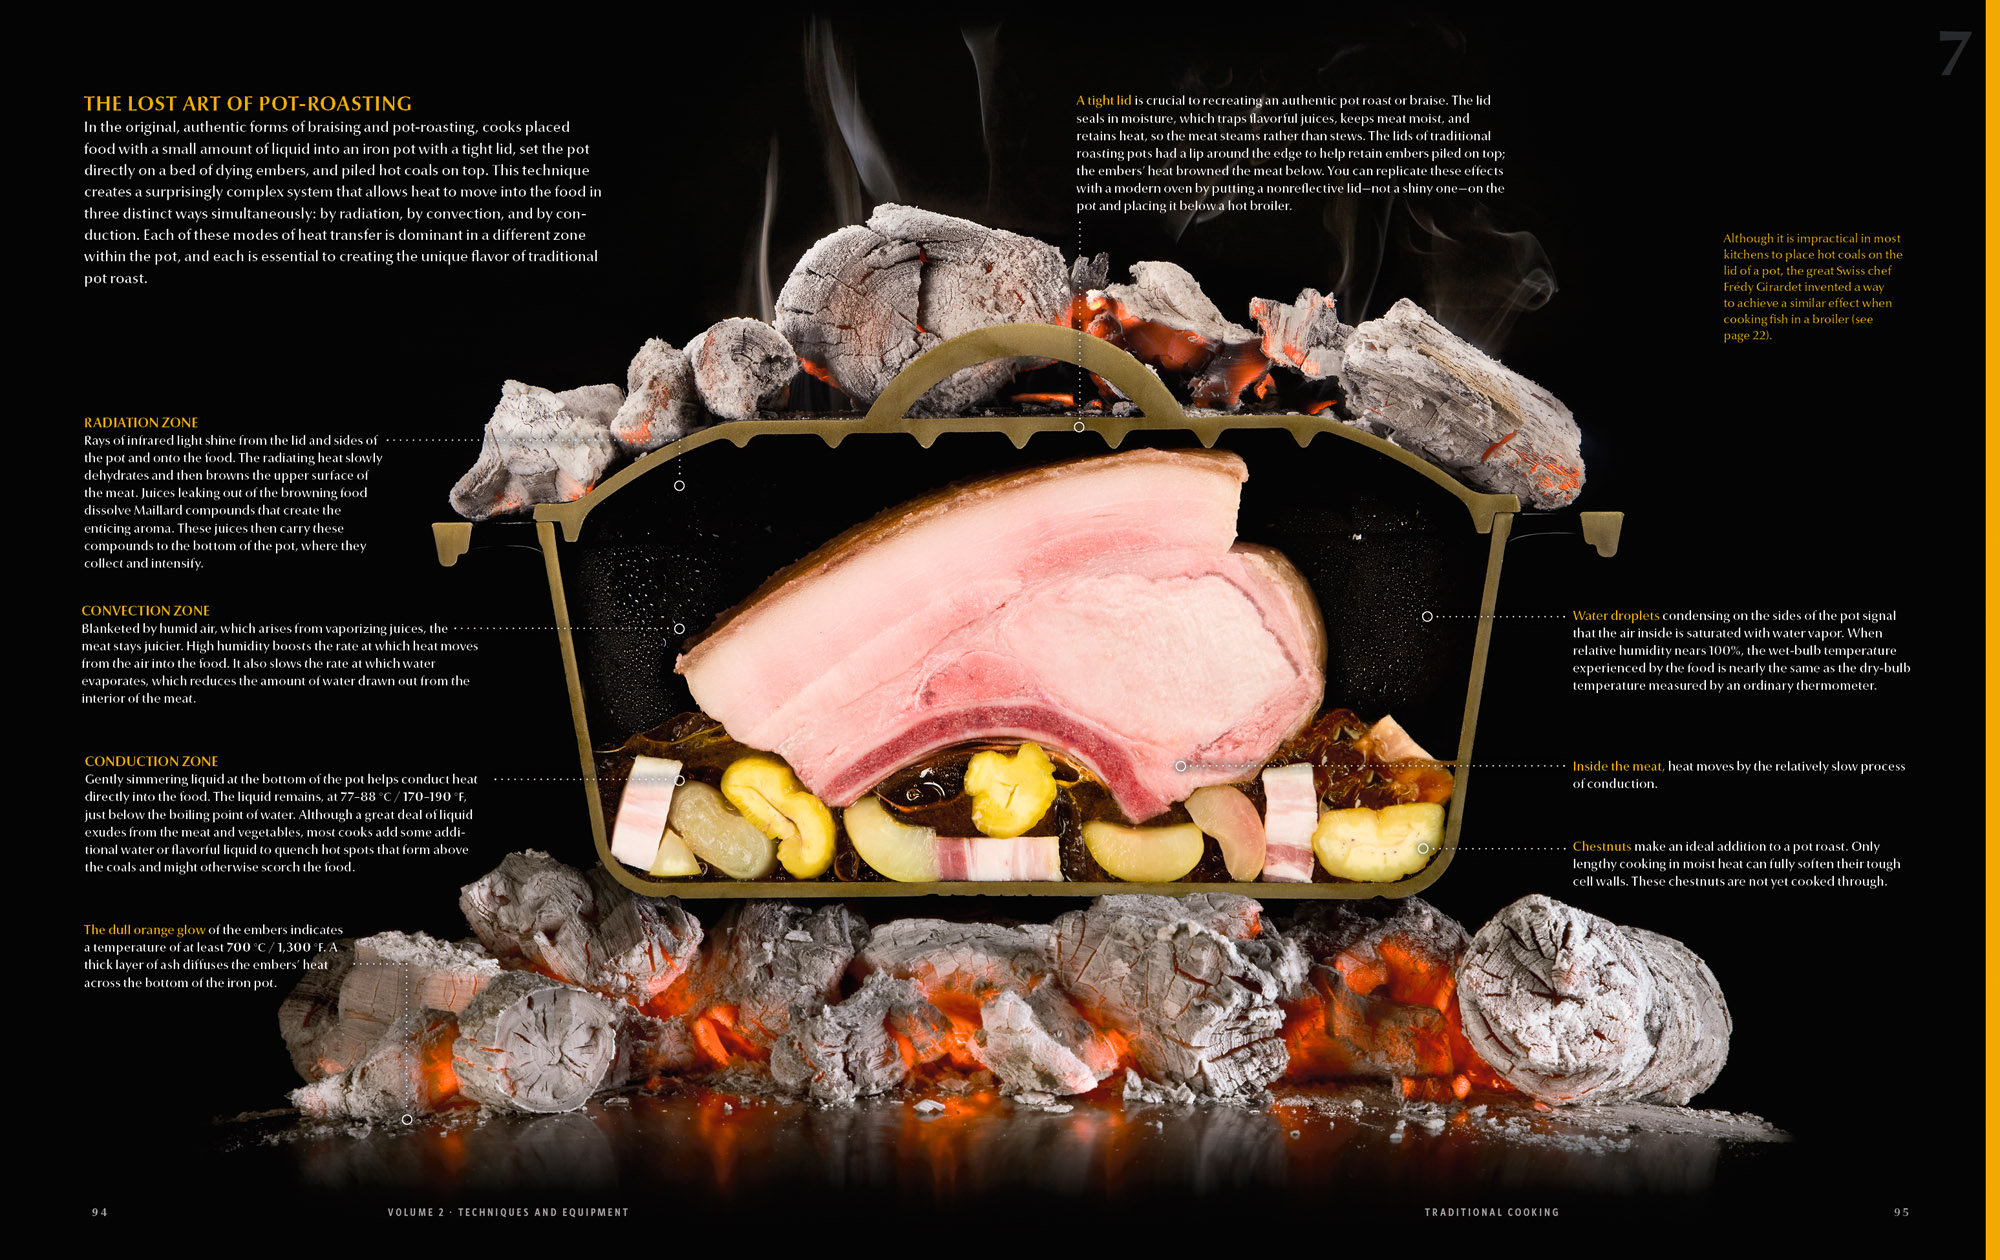 7
THE LOST ART OF POT-ROASTING
In the original, authentic forms of braising and pot-roasting, cooks placed
food with a small amount of liquid into an iron pot with a tight lid, set the pot
directly on a bed of dying embers, and piled hot coals on top. This technique
creates a surprisingly complex system that allows heat to move into the food in
three distinct ways simultaneously: by radiation, by convection, and by con-
duction. Each of these modes of heat transfer is dominant in a different zone
within the pot, and each is essential to creating the unique flavor of traditional
pot roast.
A tight lid is crucial to recreating an authentic pot roast or braise. The lid
seals in moisture, which traps flavorful juices, keeps meat moist, and
retains heat, so the meat steams rather than stews. The lids of traditional
roasting pots had a lip around the edge to help retain embers piled on top;
the embers' heat browned the meat below. You can replicate these effects
with a modern oven by putting a nonreflective lid—not a shiny one—on the
pot and placing it below a hot broiler.
Although it is impractical in most
kitchens to place hot coals on the
lid of a pot, the great Swiss chef
Frédy Girardet invented a way
to achieve a similar effect when
cooking fish in a broiler (see
page 22).
RADIATION ZONE
Rays of infrared light shine from the lid and sides of
the pot and onto the food. The radiating heat slowly
dehydrates and then browns the upper surface of
the meat. Juices leaking out of the browning food
dissolve Maillard compounds that create the
enticing aroma. These juices then carry these
compounds to the bottom of the pot, where they
collect and intensify.
CONVECTION ZONE
Blanketed by humid air, which arises from vaporizing juices, the
meat stays juicier. High humidity boosts the rate at which heat moves
from the air into the food. It also slows the rate at which water
evaporates, which reduces the amount of water drawn out from the
interior of the meat.
CONDUCTION ZONE
Gently simmering liquid at the bottom of the pot helps conduct heat
directly into the food. The liquid remains, at 77–88 °C / 170–190 °F,
just below the boiling point of water. Although a great deal of liquid
exudes from the meat and vegetables, most cooks add some addi-
tional water or flavorful liquid to quench hot spots that form above
the coals and might otherwise scorch the food.
The dull orange glow of the embers indicates
a temperature of at least 700 °C / 1,300 °F. A
thick layer of ash diffuses the embers' heat
across the bottom of the iron pot.
Water droplets condensing on the sides of the pot signal
that the air inside is saturated with water vapor. When
relative humidity nears 100%, the wet-bulb temperature
experienced by the food is nearly the same as the dry-bulb
temperature measured by an ordinary thermometer.
Inside the meat, heat moves by the relatively slow process
of conduction.
Chestnuts make an ideal addition to a pot roast. Only
lengthy cooking in moist heat can fully soften their tough
cell walls. These chestnuts are not yet cooked through.
94
VOLUME 2 · TECHNIQUES AND EQUIPMENT
TRADITIONAL COOKING
95